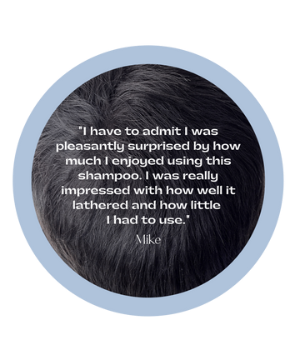 "I have to admit I was
pleasantly surprised by how
much I enjoyed using this
shampoo. I was really
impressed with how well it
lathered and how little
I had to use."
Mike